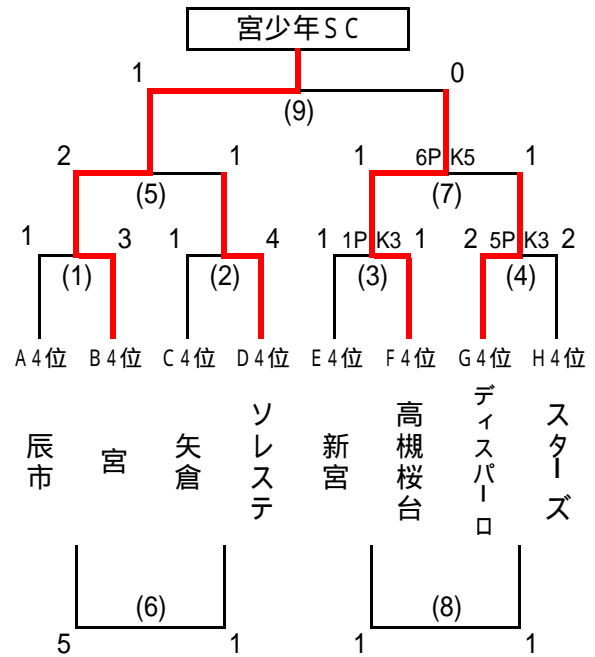 宮少年SC
1 0
(9)
2 1 1 6P K5 1
(5) (7)
1 3 1 4 1 1P K3 1 2 5P K3 2
(1) (2) (3) (4)
A4位 B4位 C4位 D4位 E4位 F4位 G4位 H4位
辰市
宮
矢倉
ソレステ
新宮
高槻桜台
ディスパーロ
スターズ
(6) (8)
5 1 1 1